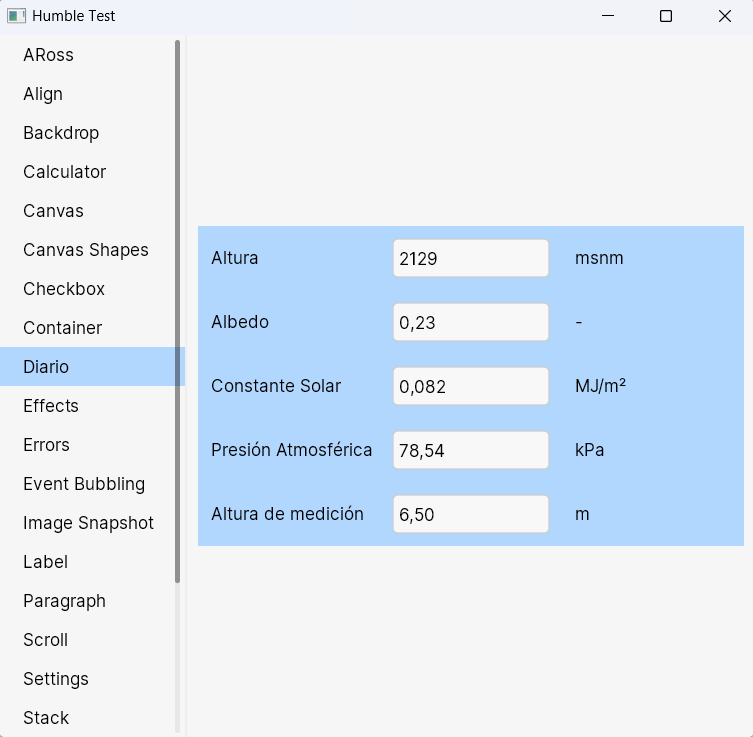 Humble Test
ARoss
Align
Backdrop
Calculator
Canvas
Canvas Shapes
Checkbox
Container
Diario
Effects
Errors
Event Bubbling
Image Snapshot
Label
Paragraph
Scroll
Settings
Stack
Altura 2129 msnm
Albedo 0,23 -
Constante Solar 0,082 MJ/m²
Presión Atmosférica 78,54 kPa
Altura de medición 6,50 m